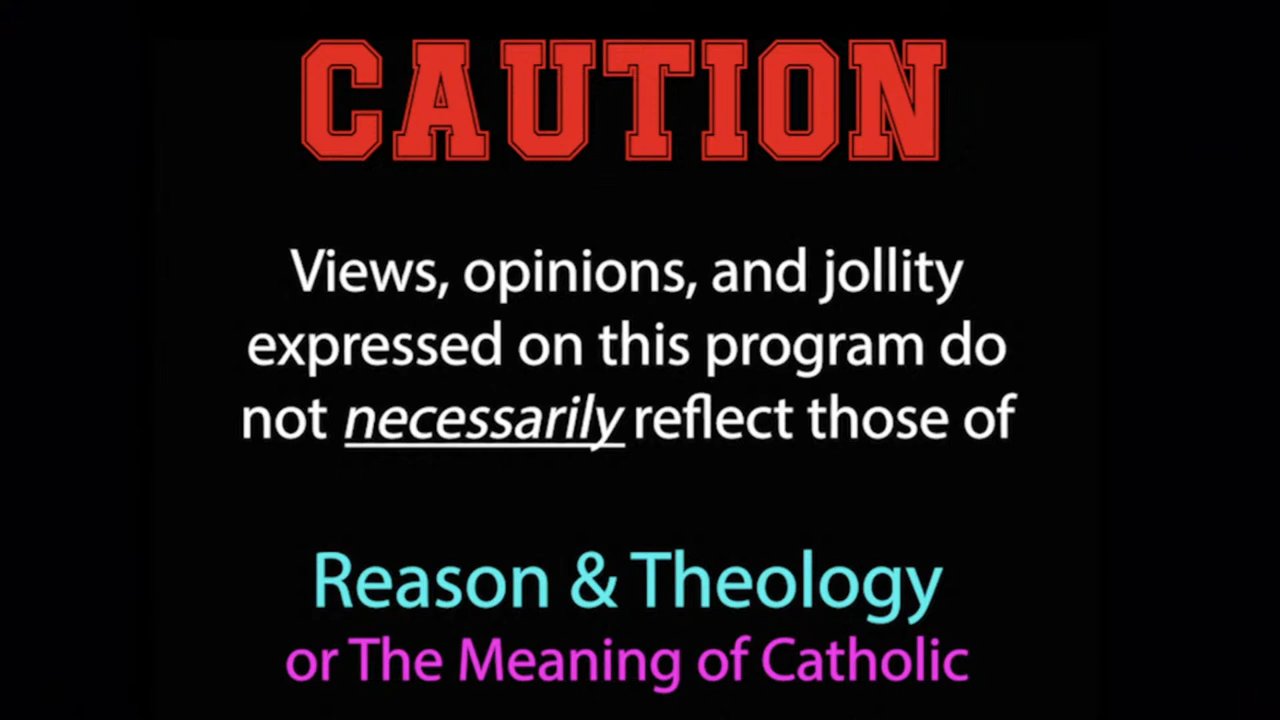 CAUTION
Views, opinions, and jollity
expressed on this program do
not necessarily reflect those of
Reason & Theology
or The Meaning of Catholic